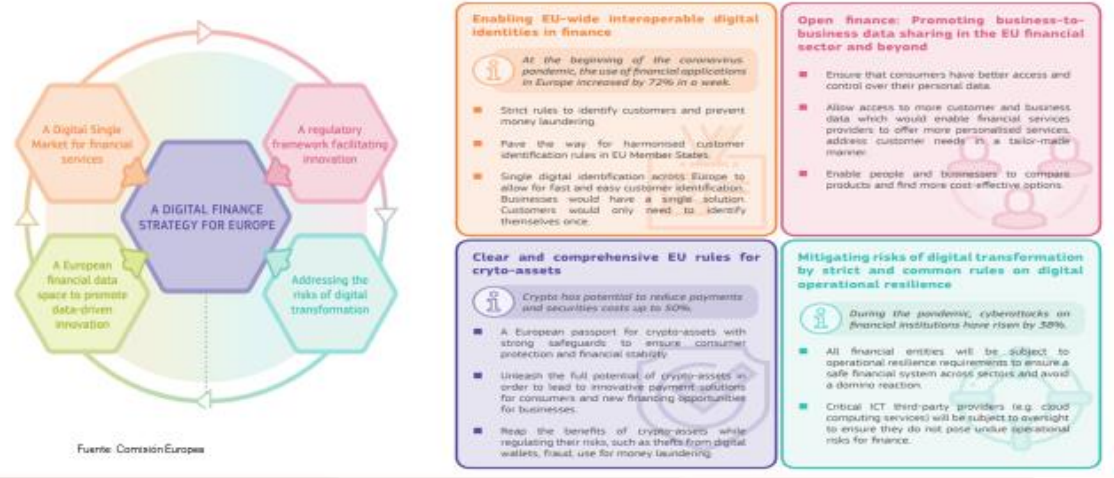 A Digital Single
Market for financial
services
A regulatory
framework facilitating
innovation
A DIGITAL FINANCE
STRATEGY FOR EUROPE
A European
financial data
space to promote
data-driven
innovation
Addressing the
risks of digital
transformation
Fuente: Comisión Europea
Enabling EU-wide interoperable digital
identities in finance
At the beginning of the coronavirus
pandemic, the use of financial applications
in Europe increased by 72% in a week.
Strict rules to identify customers and prevent
money laundering.
Pave the way for harmonised customer
identification rules in EU Member States.
Single digital identification across Europe to
allow for fast and easy customer identification.
Businesses would have a single solution.
Customers would only need to identify
themselves once.
Open finance: Promoting business-to-
business data sharing in the EU financial
sector and beyond
Ensure that consumers have better access and
control over their personal data.
Allow access to more customer and business
data which would enable financial services
providers to offer more personalised services,
address customer needs in a tailor-made
manner.
Enable people and businesses to compare
products and find more cost-effective options.
Clear and comprehensive EU rules for
cryto-assets
Crypto has potential to reduce payments
and securities costs up to 50%.
A European passport for crypto-assets with
strong safeguards to ensure consumer
protection and financial stability.
Unleash the full potential of crypto-assets in
order to lead to innovative payment solutions
for consumers and new financing opportunities
for businesses.
Reap the benefits of crypto-assets while
regulating their risks, such as thefts from digital
wallets, fraud, use for money laundering.
Mitigating risks of digital transformation
by strict and common rules on digital
operational resilience
During the pandemic, cyberattacks on
financial institutions have risen by 38%.
All financial entities will be subject to
operational resilience requirements to ensure a
safe financial system across sectors and avoid
a domino reaction.
Critical ICT third-party providers (e.g. cloud
computing services) will be subject to oversight
to ensure they do not pose undue operational
risks for finance.